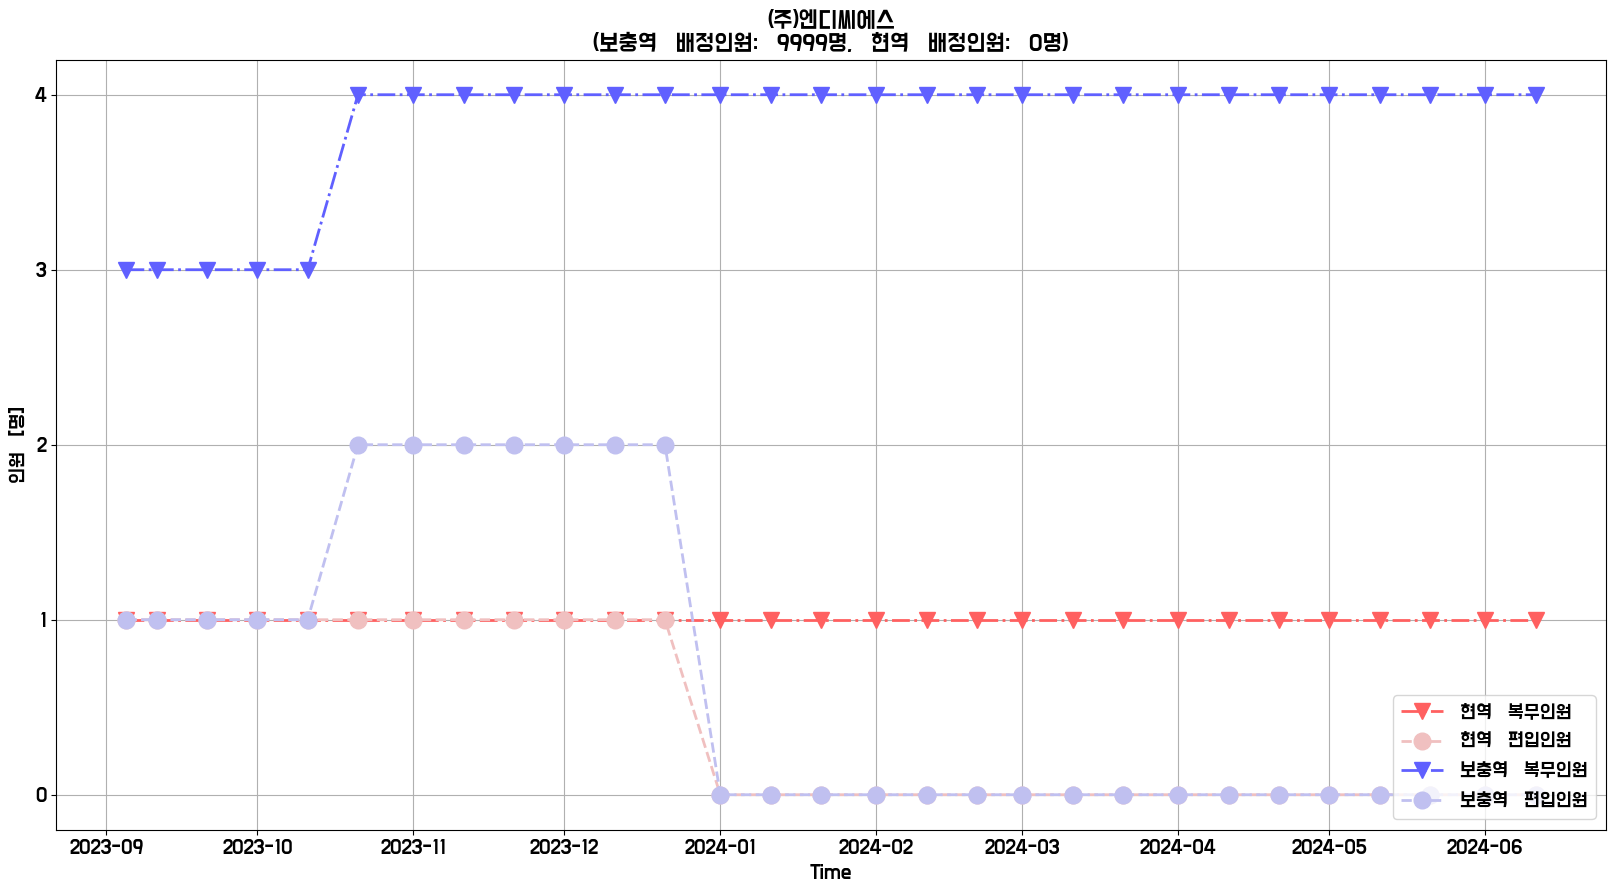 (주)엔디씨에스
(보충역 배정인원: 9999명, 현역 배정인원: 0명)
인원 [명]
4
3
2
1
0
2023-09 2023-10 2023-11 2023-12 2024-01 2024-02 2024-03 2024-04 2024-05 2024-06
Time
현역 복무인원
현역 편입인원
보충역 복무인원
보충역 편입인원